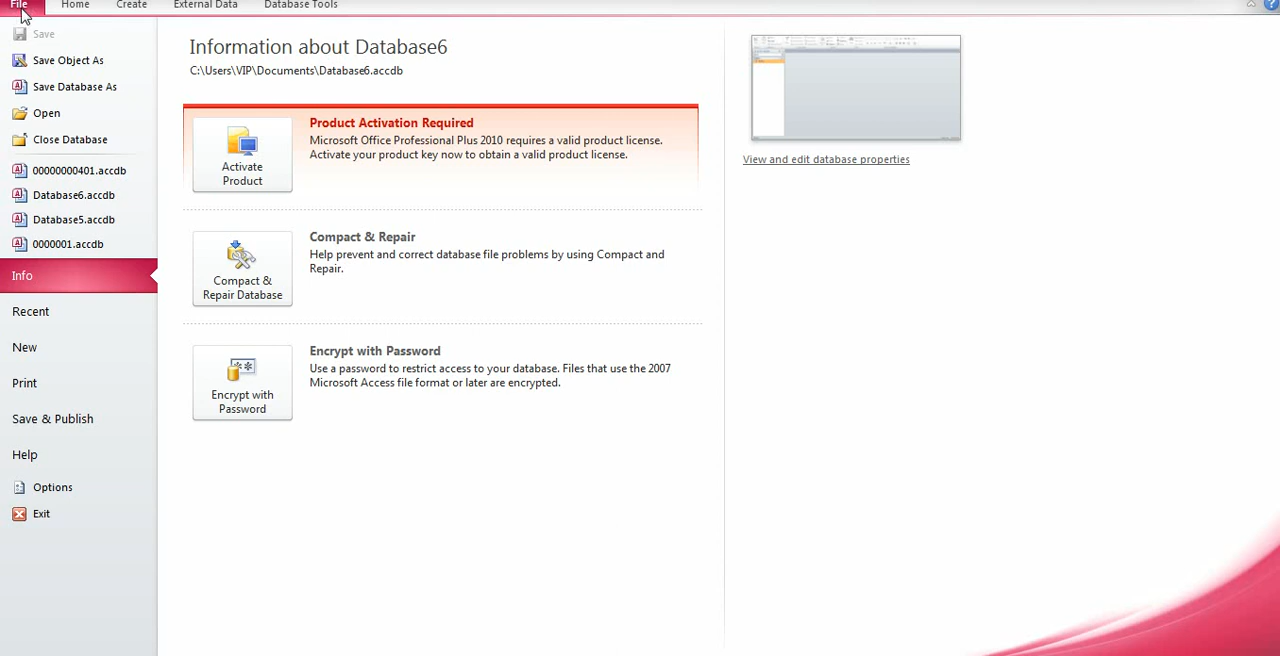 File Home Create External Data Database Tools
Save
Save Object As
Save Database As
Open
Close Database
00000000401.accdb
Database6.accdb
Database5.accdb
0000001.accdb
Info
Recent
New
Print
Save & Publish
Help
Options
Exit
Information about Database6
C:\Users\VIP\Documents\Database6.accdb
Activate
Product
Product Activation Required
Microsoft Office Professional Plus 2010 requires a valid product license.
Activate your product key now to obtain a valid product license.
Compact &
Repair Database
Compact & Repair
Help prevent and correct database file problems by using Compact and
Repair.
Encrypt with
Password
Encrypt with Password
Use a password to restrict access to your database. Files that use the 2007
Microsoft Access file format or later are encrypted.
View and edit database properties